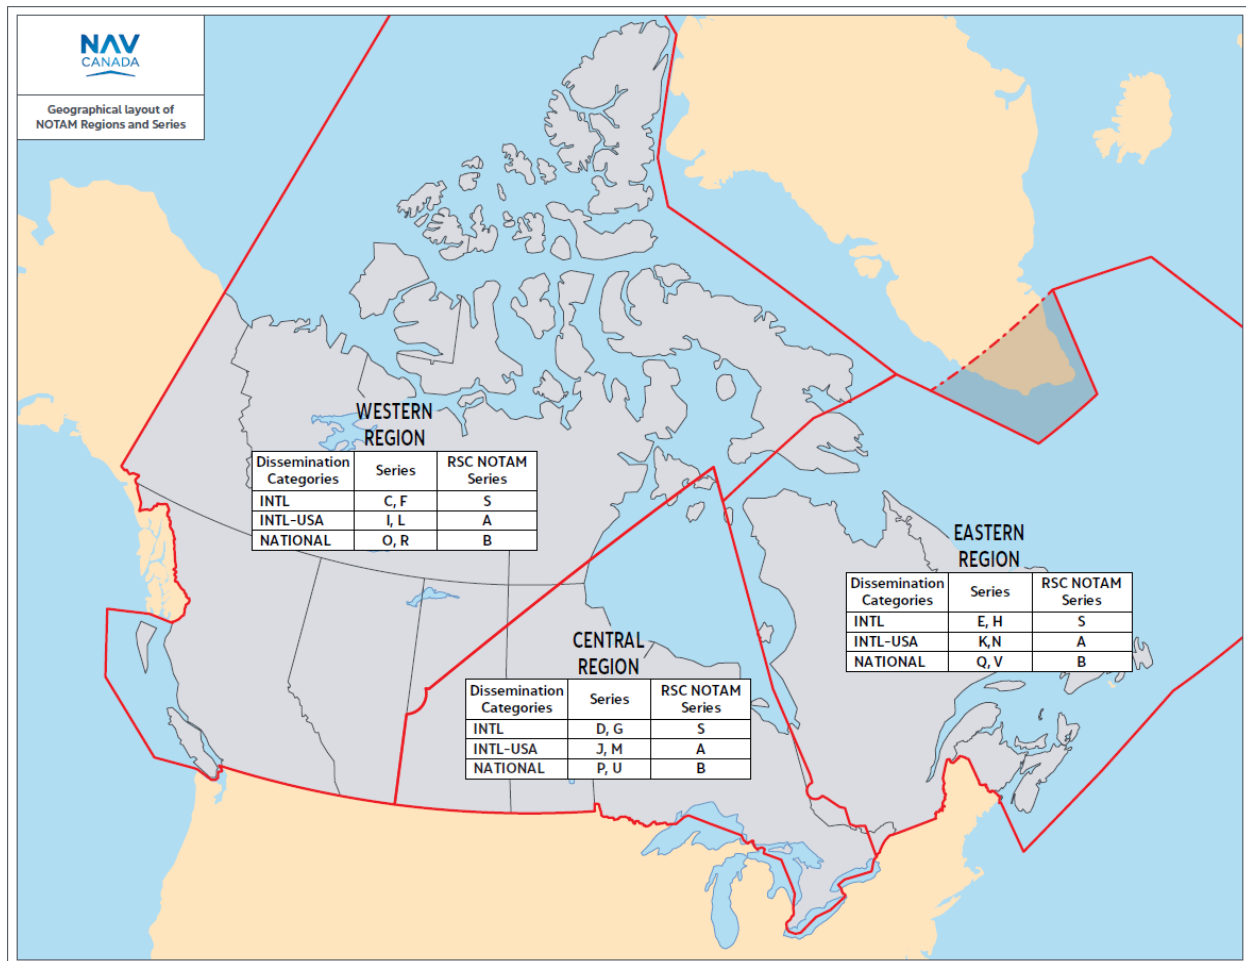 NAV
CANADA
Geographical layout of
NOTAM Regions and Series
WESTERN
REGION
Dissemination Categories Series RSC NOTAM Series
INTL C, F S
INTL-USA I, L A
NATIONAL O, R B
EASTERN
REGION
Dissemination Categories Series RSC NOTAM Series
INTL E, H S
INTL-USA K,N A
NATIONAL Q, V B
CENTRAL
REGION
Dissemination Categories Series RSC NOTAM Series
INTL D, G S
INTL-USA J, M A
NATIONAL P, U B